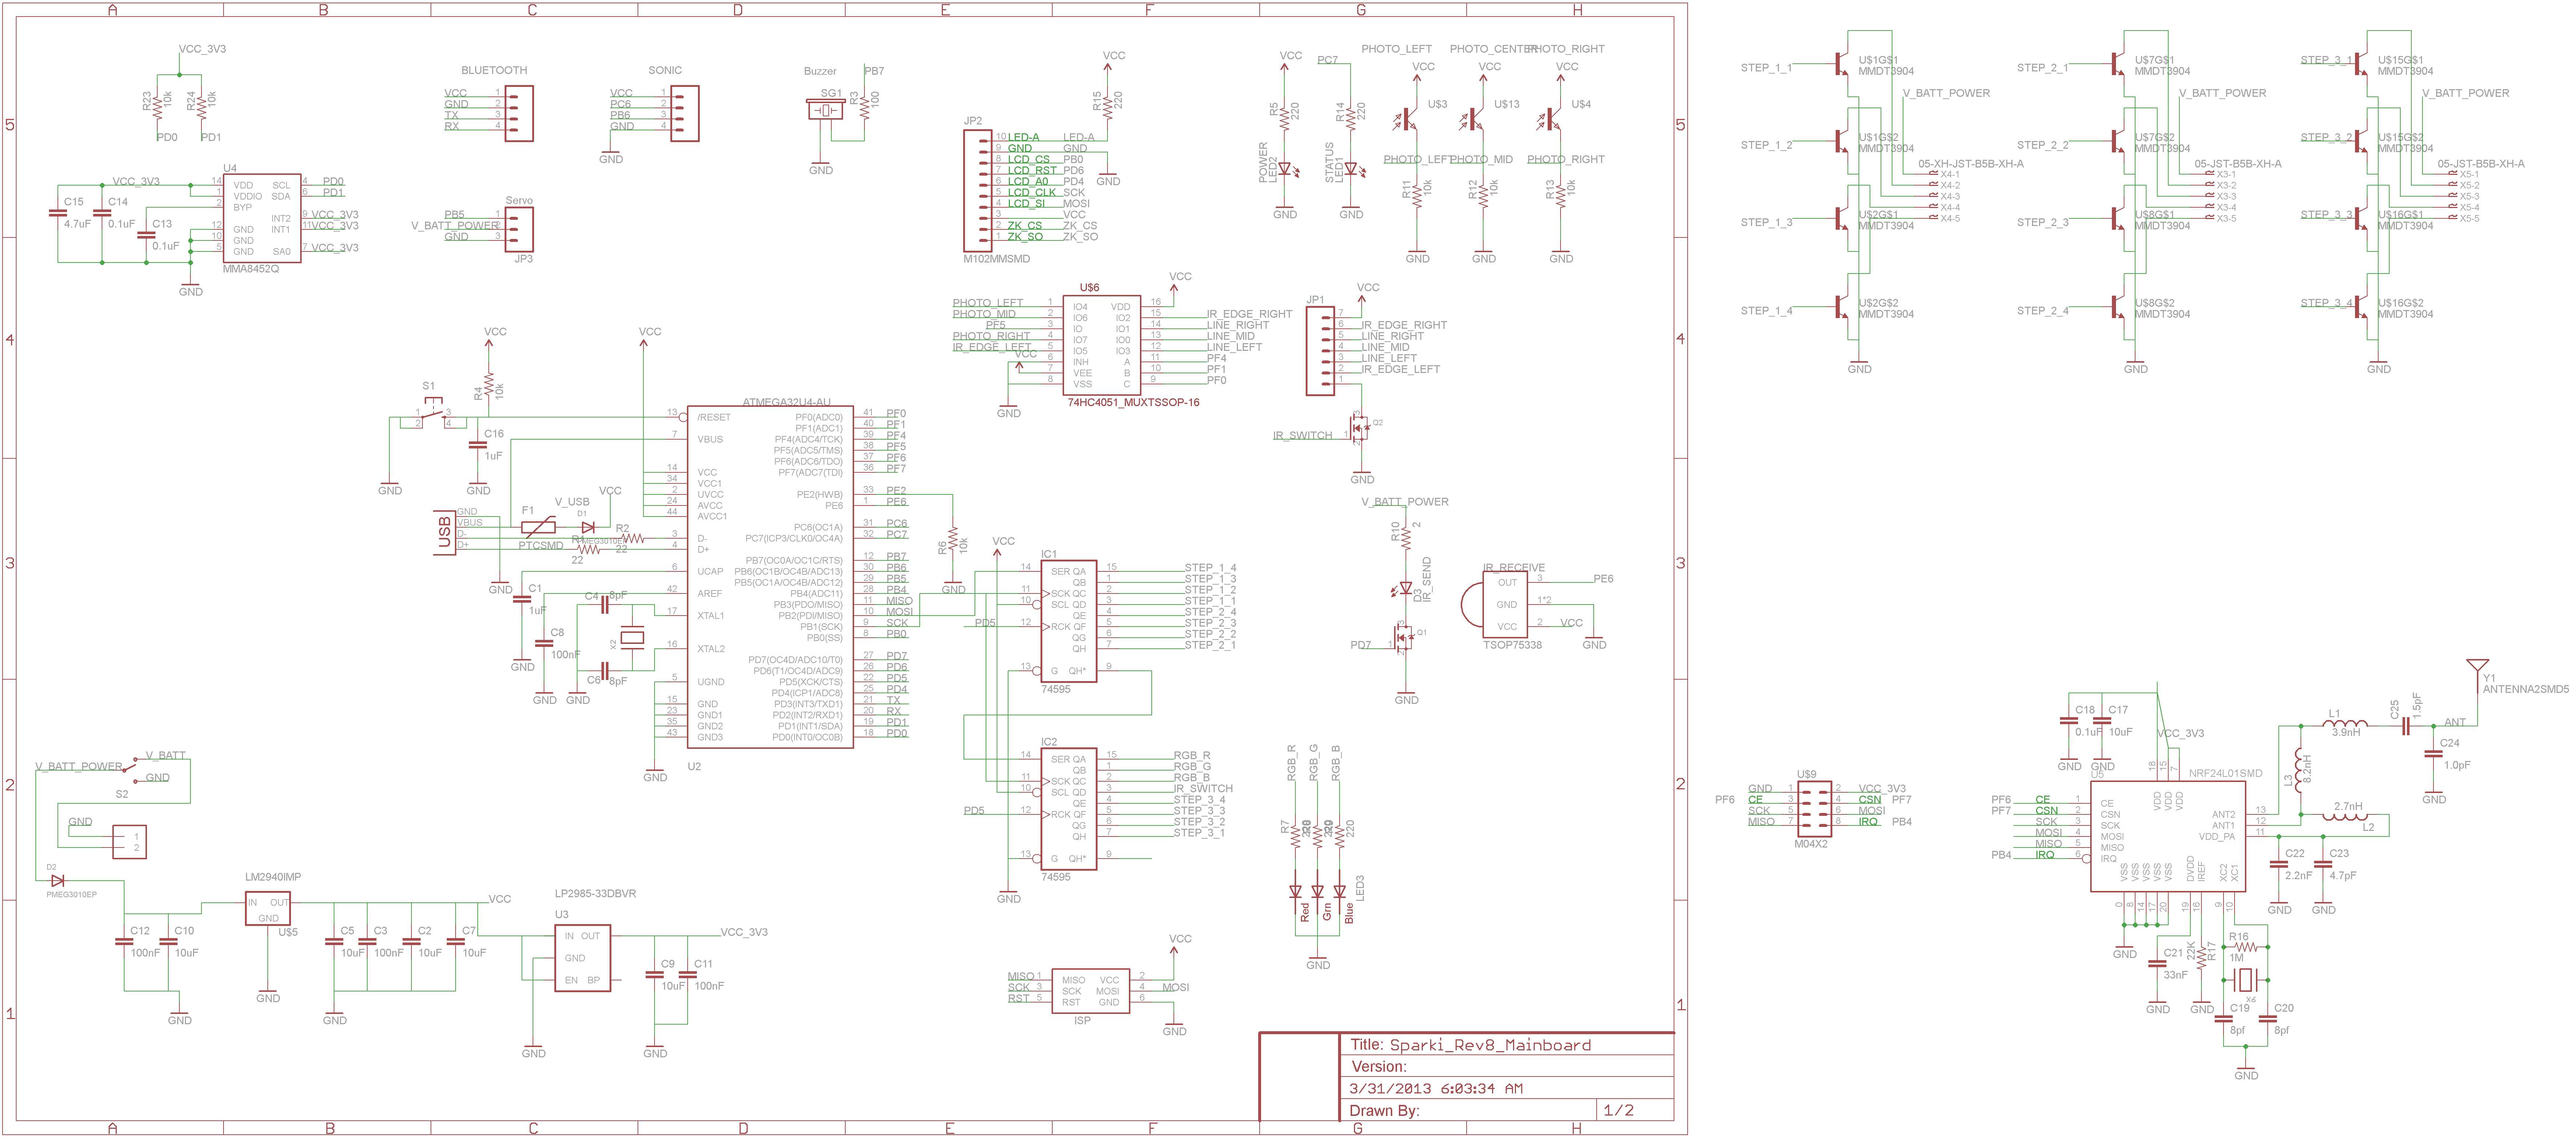 A B C D E F G H
VCC_3V3
R23 10k
R24 10k
PD0 PD1
BLUETOOTH
VCC 1
GND 2
TX 3
RX 4
SONIC
VCC 1
PC6 2
PB6 3
GND 4
GND
Buzzer
SG1
PB7
R3 100
GND
VCC
R15 220
JP2
10 LED-A LED-A
9 GND GND
8 LCD_CS PB0
7 LCD_RST PD6
6 LCD_A0 PD4
5 LCD_CLK SCK
4 LCD_SI MOSI
3 VCC
2 ZK_CS ZK_CS
1 ZK_SO ZK_SO
M102MMSMD
GND
VCC
R5 220
POWER LED2
GND
PC7
R14 220
STATUS LED1
GND
PHOTO_LEFT PHOTO_CENTER PHOTO_RIGHT
VCC VCC VCC
U$3 U$13 U$4
PHOTO_LEFT PHOTO_MID PHOTO_RIGHT
R11 10k
R12 10k
R13 10k
GND GND GND
5
U4
VCC_3V3
14 VDD SCL 4 PD0
1 VDDIO SDA 6 PD1
2 BYP
INT2 9 VCC_3V3
12 GND INT1 11 VCC_3V3
10 GND
5 GND SA0 7 VCC_3V3
MMA8452Q
C15 4.7uF
C14 0.1uF
C13 0.1uF
GND
Servo
PB5 1
V_BATT_POWER 2
GND 3
JP3
U$6
VCC
PHOTO_LEFT 1 IO4 VDD 16
PHOTO_MID 2 IO6 IO2 15 IR_EDGE_RIGHT
PF5 3 IO IO1 14 LINE_RIGHT
PHOTO_RIGHT 4 IO7 IO0 13 LINE_MID
IR_EDGE_LEFT 5 IO5 IO3 12 LINE_LEFT
VCC 6 INH A 11 PF4
7 VEE B 10 PF1
8 VSS C 9 PF0
74HC4051_MUXTSSOP-16
GND
JP1
VCC
7
6 IR_EDGE_RIGHT
5 LINE_RIGHT
4 LINE_MID
3 LINE_LEFT
2 IR_EDGE_LEFT
1
IR_SWITCH
Q2
GND
4
VCC
R4 10k
S1
1 3
2 4
C16 1uF
GND GND
VCC
ATMEGA32U4-AU
13 /RESET PF0(ADC0) 41 PF0
PF1(ADC1) 40 PF1
7 VBUS PF4(ADC4/TCK) 39 PF4
PF5(ADC5/TMS) 38 PF5
PF6(ADC6/TDO) 37 PF6
14 VCC PF7(ADC7(TDI) 36 PF7
34 VCC1
2 UVCC PE2(HWB) 33 PE2
24 AVCC PE6 1 PE6
44 AVCC1
PC6(OC1A) 31 PC6
3 D- PC7(ICP3/CLK0/OC4A) 32 PC7
4 D+
PB7(OC0A/OC1C/RTS) 12 PB7
6 UCAP PB6(OC1B/OC4B/ADC13) 30 PB6
PB5(OC1A/OC4B/ADC12) 29 PB5
42 AREF PB4(ADC11) 28 PB4
PB3(PDO/MISO) 11 MISO
17 XTAL1 PB2(PDI/MISO) 10 MOSI
PB1(SCK) 9 SCK
PB0(SS) 8 PB0
16 XTAL2
PD7(OC4D/ADC10/T0) 27 PD7
PD6(T1/OC4D/ADC9) 26 PD6
5 UGND PD5(XCK/CTS) 22 PD5
PD4(ICP1/ADC8) 25 PD4
15 GND PD3(INT3/TXD1) 21 TX
23 GND1 PD2(INT2/RXD1) 20 RX
35 GND2 PD1(INT1/SDA) 19 PD1
43 GND3 PD0(INT0/OC0B) 18 PD0
U2
GND
USB
GND
VBUS
D-
D+
F1
PTCSMD
V_USB
D1
PMEG3010EP
VCC
R2 22
R1 22
GND
C1 1uF
GND
C8 100nF
GND
C4 8pF
C6 8pF
X2
GND
R6 10k
GND
3
VCC
IC1
14 SER QA 15 STEP_1_4
QB 1 STEP_1_3
11 SCK QC 2 STEP_1_2
10 SCL QD 3 STEP_1_1
QE 4 STEP_2_4
PD5 12 RCK QF 5 STEP_2_3
QG 6 STEP_2_2
QH 7 STEP_2_1
13 G QH* 9
74595
IC2
14 SER QA 15 RGB_R
QB 1 RGB_G
11 SCK QC 2 RGB_B
10 SCL QD 3 IR_SWITCH
QE 4 STEP_3_4
PD5 12 RCK QF 5 STEP_3_3
QG 6 STEP_3_2
QH 7 STEP_3_1
13 G QH* 9
74595
GND
V_BATT_POWER
R10 2
D3 IR_SEND
PD7
Q1
GND
IR_RECEIVE
OUT 3 PE6
GND 1*2
VCC 2 VCC
TSOP75338
GND
RGB_R RGB_G RGB_B
R7
220
Red Grn Blue
LED3
GND
2
V_BATT
V_BATT_POWER
GND
S2
GND
1
2
D2
PMEG3010EP
C12 100nF
C10 10uF
GND
LM2940IMP
IN OUT
GND
U$5
GND
C5 10uF
C3 100nF
C2 10uF
C7 10uF
VCC
GND
LP2985-33DBVR
U3
IN OUT
GND
EN BP
GND
VCC_3V3
C9 10uF
C11 100nF
GND
VCC
MISO 1 MISO VCC 2
SCK 3 SCK MOSI 4 MOSI
RST 5 RST GND 6
ISP
GND
1
Title: Sparki_Rev8_Mainboard
Version:
3/31/2013 6:03:34 AM
Drawn By:
1/2
A B C D E F G H
STEP_1_1 U$1G$1 MMDT3904
V_BATT_POWER
STEP_1_2 U$1G$2 MMDT3904
05-XH-JST-B5B-XH-A
X4-1
X4-2
X4-3
X4-4
X4-5
STEP_1_3 U$2G$1 MMDT3904
STEP_1_4 U$2G$2 MMDT3904
GND
STEP_2_1 U$7G$1 MMDT3904
V_BATT_POWER
STEP_2_2 U$7G$2 MMDT3904
05-JST-B5B-XH-A
X3-1
X3-2
X3-3
X3-4
X3-5
STEP_2_3 U$8G$1 MMDT3904
STEP_2_4 U$8G$2 MMDT3904
GND
STEP_3_1 U$15G$1 MMDT3904
V_BATT_POWER
STEP_3_2 U$15G$2 MMDT3904
05-JST-B5B-XH-A
X5-1
X5-2
X5-3
X5-4
X5-5
STEP_3_3 U$16G$1 MMDT3904
STEP_3_4 U$16G$2 MMDT3904
GND
U$9
GND 1 2 VCC_3V3
PF6 CE 3 4 CSN PF7
SCK 5 6 MOSI
MISO 7 8 IRQ PB4
M04X2
C18 0.1uF
C17 10uF
GND GND
VCC_3V3
U5
NRF24L01SMD
18 15 7
VDD VDD VDD
PF6 CE 1 CE
PF7 CSN 2 CSN
SCK 3 SCK
MOSI 4 MOSI
MISO 5 MISO
PB4 IRQ 6 IRQ
ANT2 13
ANT1 12
VDD_PA 11
VSS VSS VSS VSS VSS DVDD IREF XC2 XC1
0 8 14 17 20 19 16 9 10
GND
C21 33nF
GND
22K R17
GND
R16 1M
X6
C19 8pf
C20 8pf
GND
L1 3.9nH
L3 8.2nH
2.7nH L2
C25 1.5pF
ANT
Y1
ANTENNA2SMD5
C24 1.0pF
GND
C22 2.2nF
C23 4.7pF
GND GND